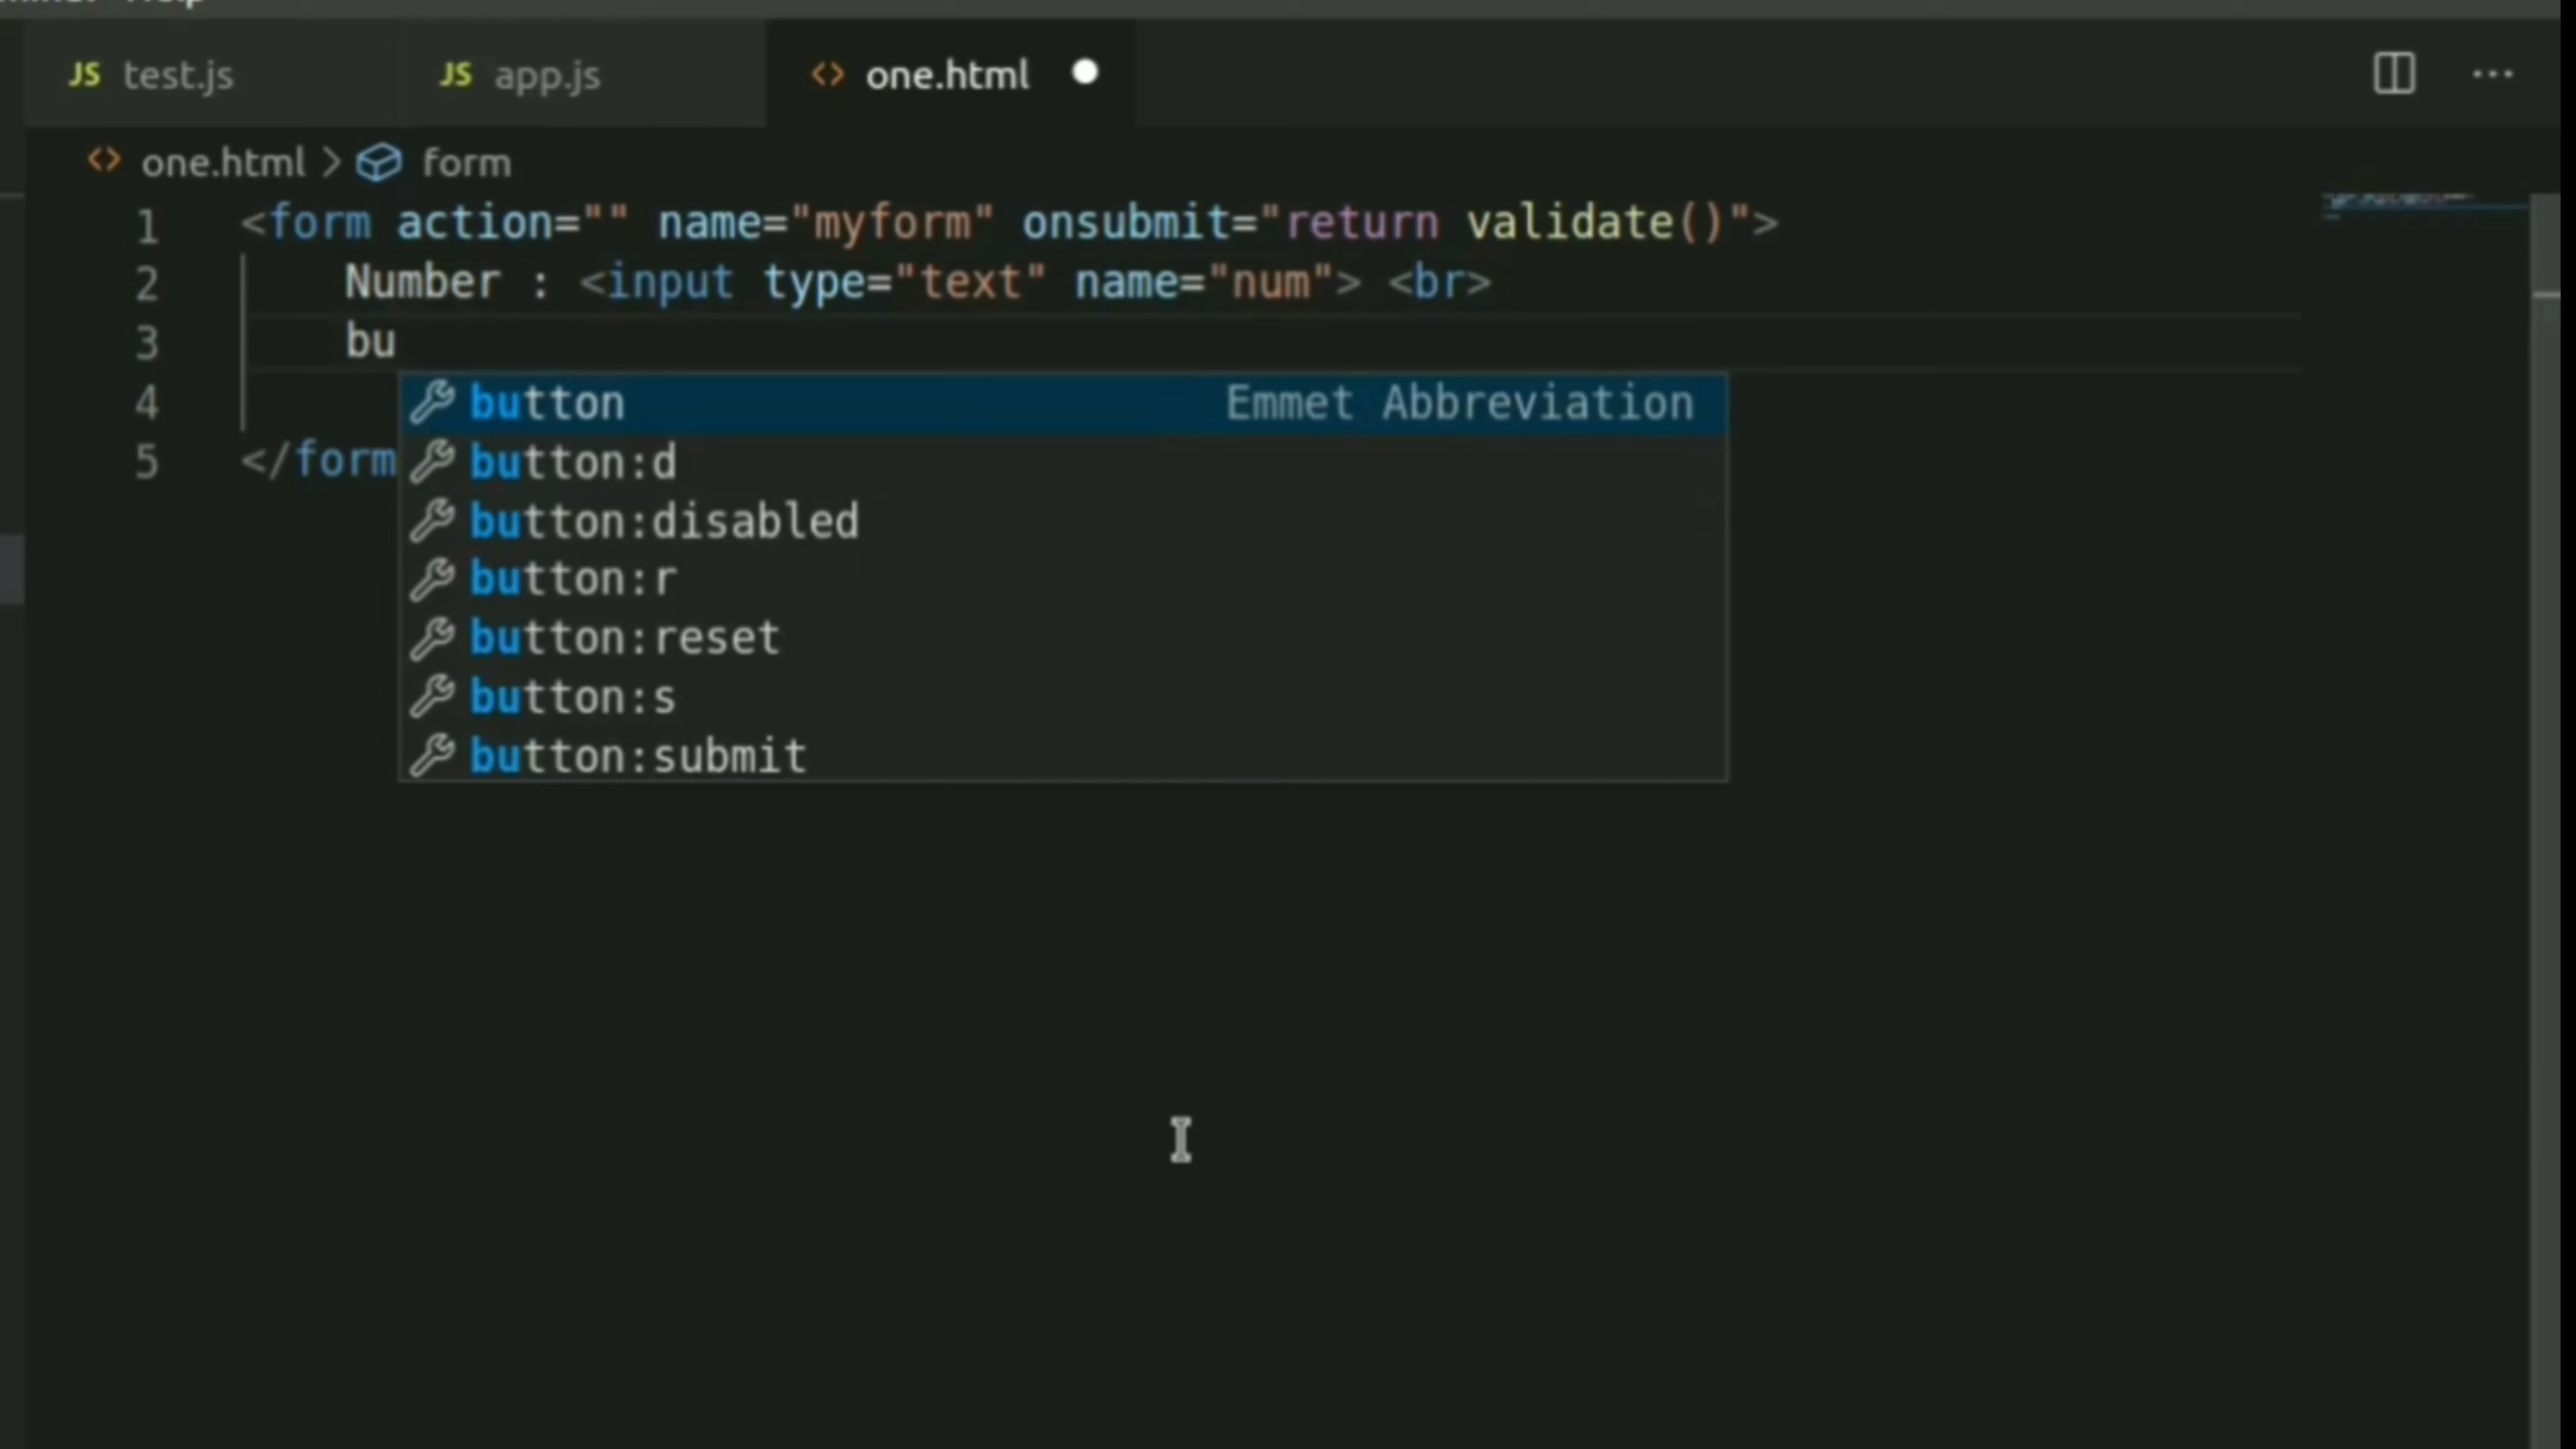 Help
JS test.js JS app.js <> one.html
<> one.html > form
1 <form action="" name="myform" onsubmit="return validate()">
2 Number : <input type="text" name="num"> <br>
3 bu
4 button Emmet Abbreviation
5 </form button:d
button:disabled
button:r
button:reset
button:s
button:submit